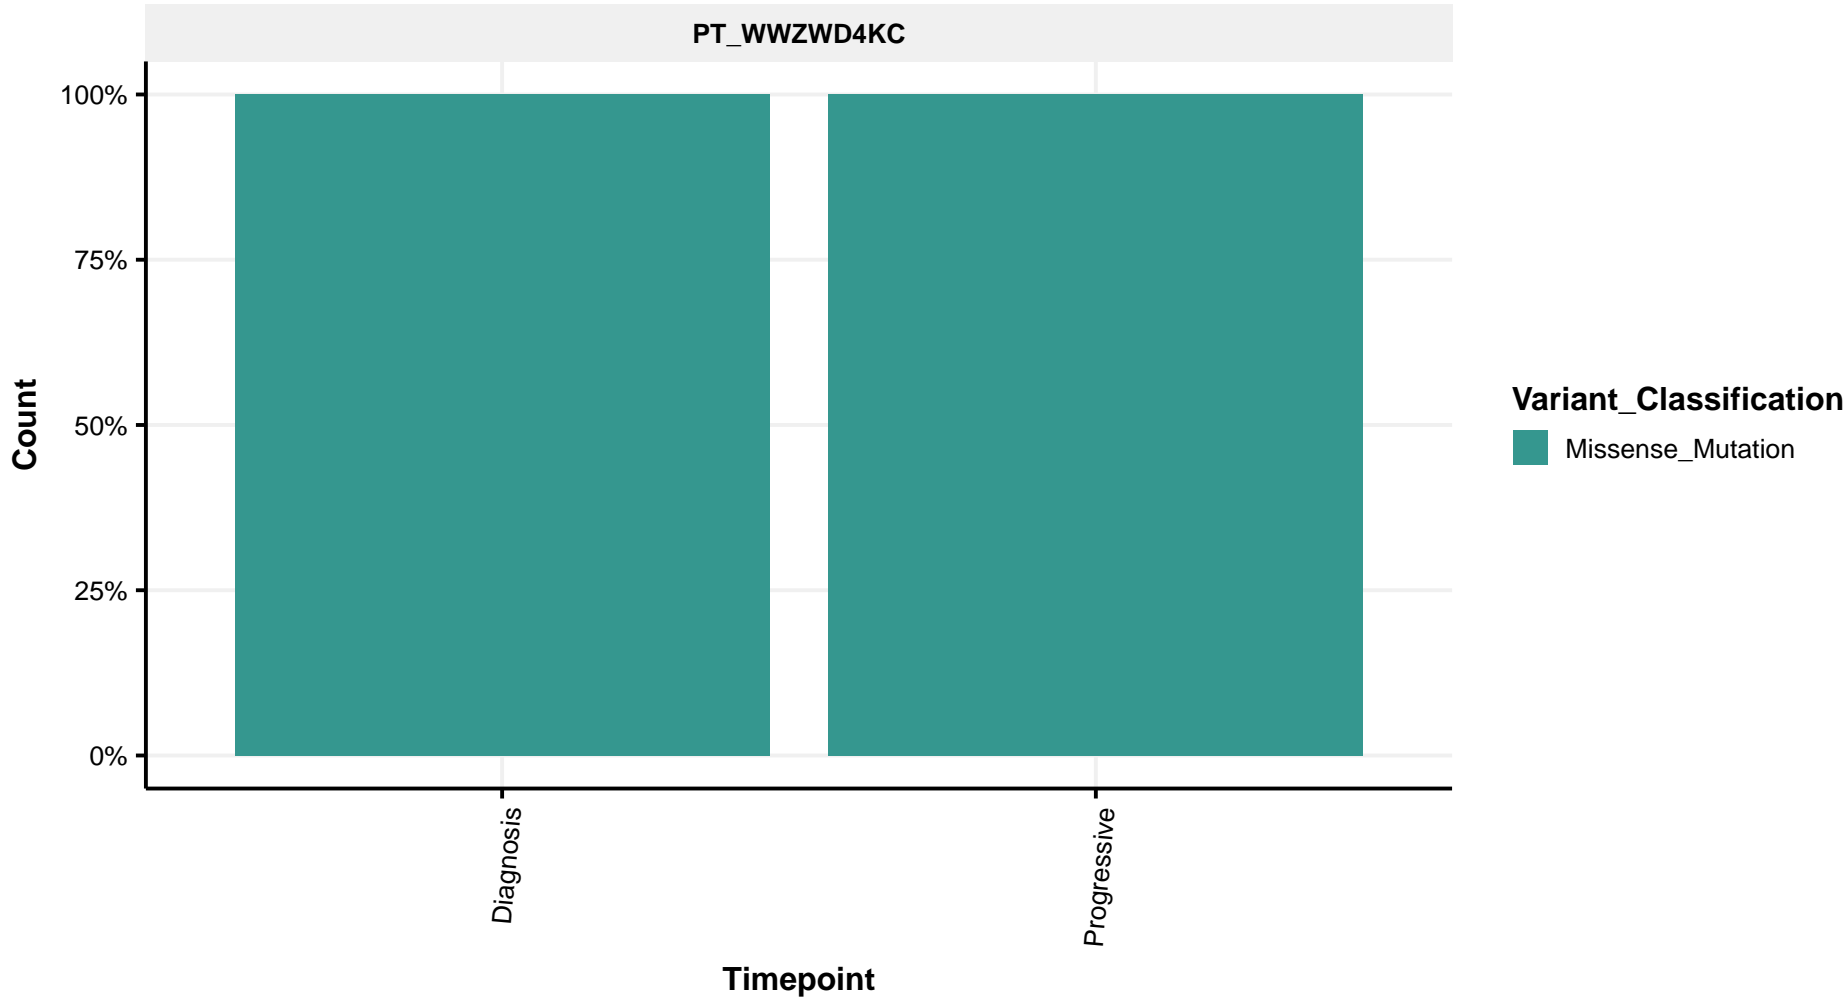 PT_WWZWD4KC
100%
75%
50%
25%
0%
Count
Diagnosis
Progressive
Timepoint
Variant_Classification
Missense_Mutation